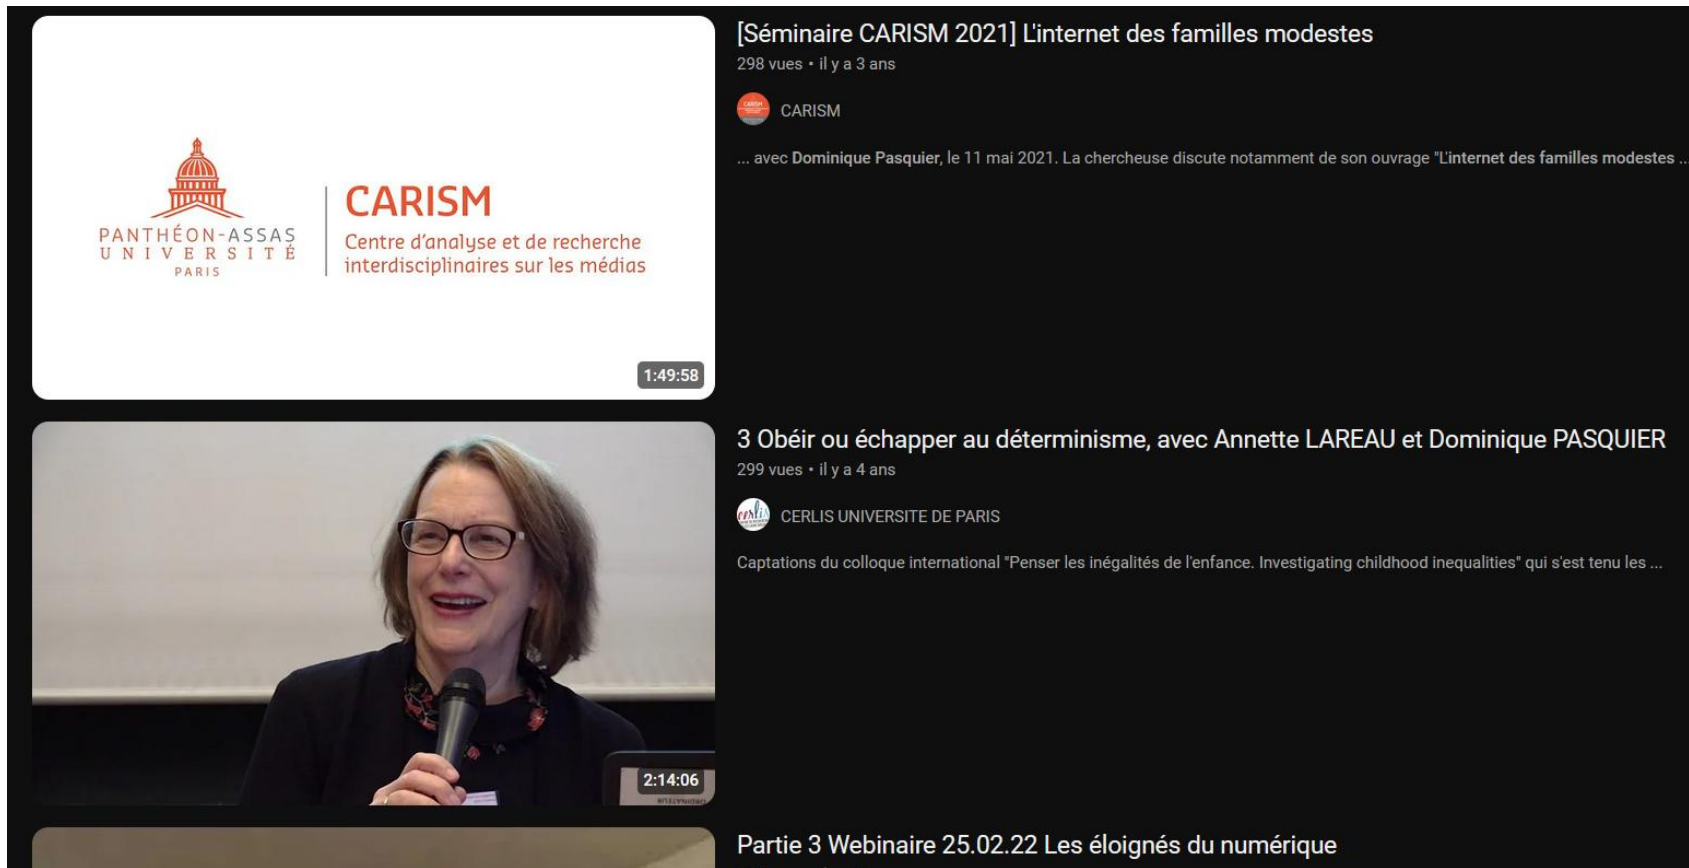 [Séminaire CARISM 2021] L'internet des familles modestes
298 vues • il y a 3 ans
CARISM
... avec Dominique Pasquier, le 11 mai 2021. La chercheuse discute notamment de son ouvrage "L'internet des familles modestes ...
PANTHÉON-ASSAS
UNIVERSITÉ
PARIS
CARISM
Centre d'analyse et de recherche
interdisciplinaires sur les médias
1:49:58
3 Obéir ou échapper au déterminisme, avec Annette LAREAU et Dominique PASQUIER
299 vues • il y a 4 ans
cerlis
CERLIS UNIVERSITE DE PARIS
Captations du colloque international "Penser les inégalités de l'enfance. Investigating childhood inequalities" qui s'est tenu les ...
2:14:06
ORDINATEUR
Partie 3 Webinaire 25.02.22 Les éloignés du numérique